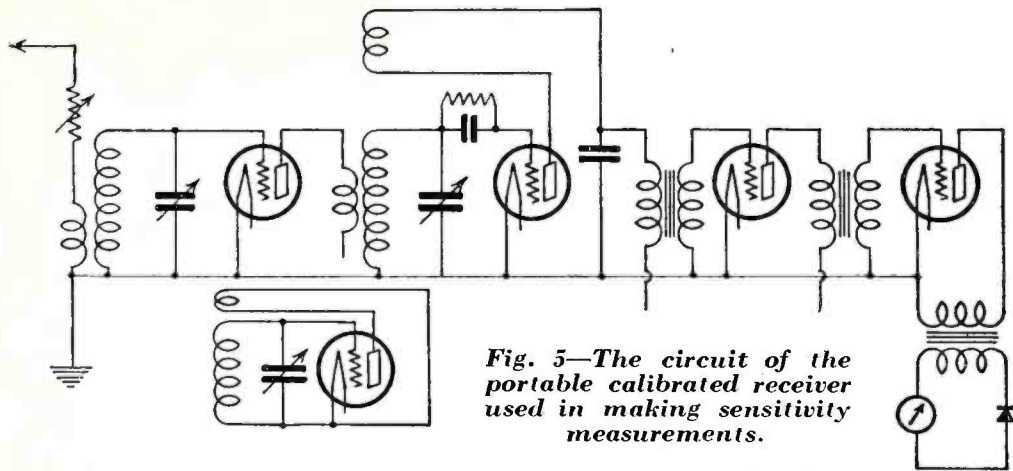 Fig. 5—The circuit of the
portable calibrated receiver
used in making sensitivity
measurements.